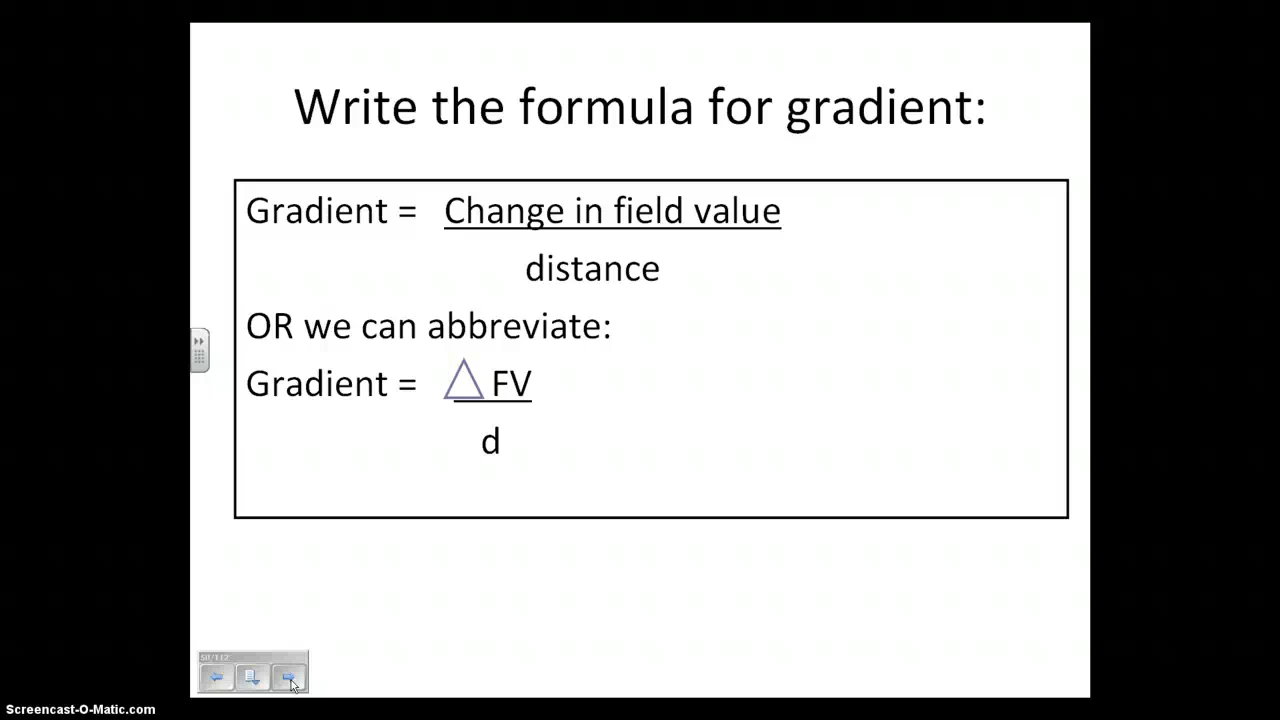 Write the formula for gradient:
Gradient = Change in field value
distance
OR we can abbreviate:
Gradient = △ FV
d
Screencast-O-Matic.com